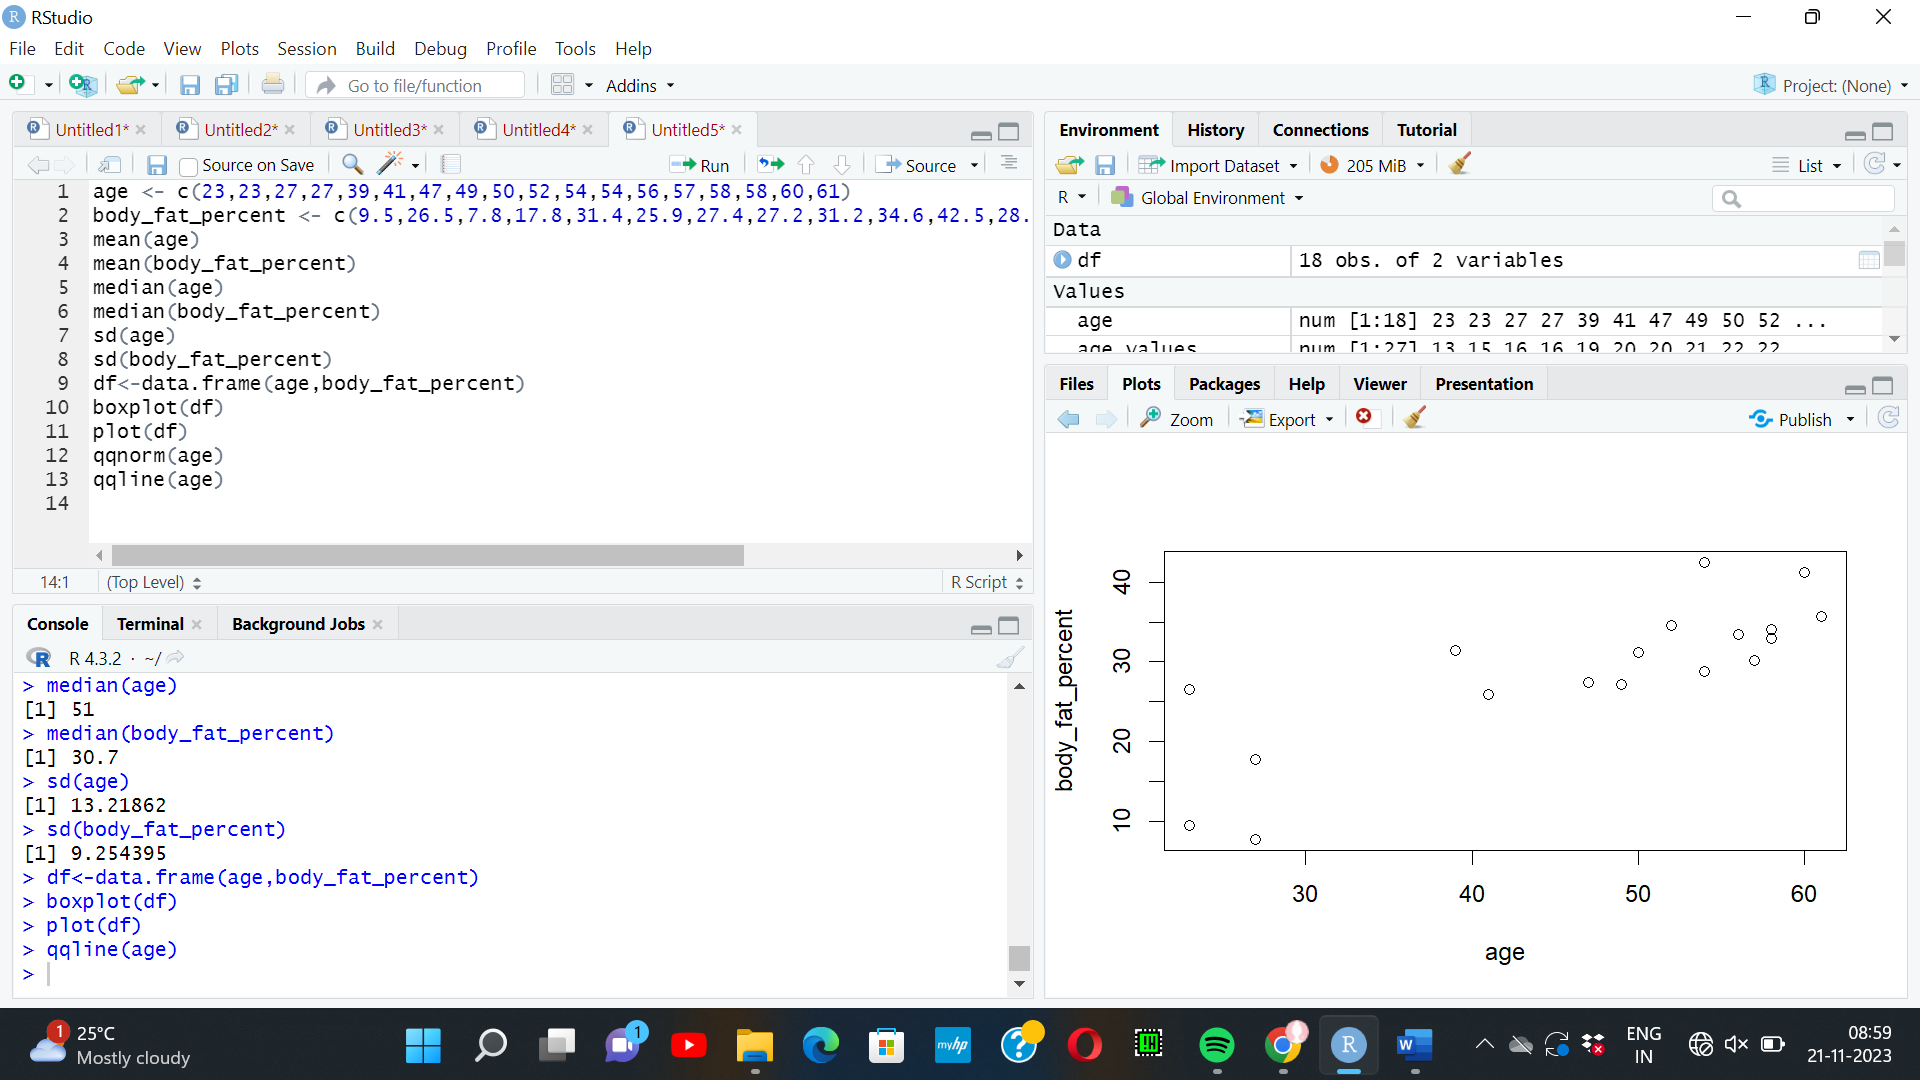 RStudio
File Edit Code View Plots Session Build Debug Profile Tools Help
Go to file/function Addins Project: (None)
Untitled1* Untitled2* Untitled3* Untitled4* Untitled5*
Source on Save Run Source
1 age <- c(23,23,27,27,39,41,47,49,50,52,54,54,56,57,58,58,60,61)
2 body_fat_percent <- c(9.5,26.5,7.8,17.8,31.4,25.9,27.4,27.2,31.2,34.6,42.5,28.
3 mean(age)
4 mean(body_fat_percent)
5 median(age)
6 median(body_fat_percent)
7 sd(age)
8 sd(body_fat_percent)
9 df<-data.frame(age,body_fat_percent)
10 boxplot(df)
11 plot(df)
12 qqnorm(age)
13 qqline(age)
14
14:1 (Top Level) R Script
Console Terminal Background Jobs
R 4.3.2 · ~/
> median(age)
[1] 51
> median(body_fat_percent)
[1] 30.7
> sd(age)
[1] 13.21862
> sd(body_fat_percent)
[1] 9.254395
> df<-data.frame(age,body_fat_percent)
> boxplot(df)
> plot(df)
> qqline(age)
>
Environment History Connections Tutorial
Import Dataset 205 MiB List
R Global Environment
Data
df 18 obs. of 2 variables
Values
age num [1:18] 23 23 27 27 39 41 47 49 50 52 ...
age_values num [1:27] 13 15 16 16 19 20 20 21 22 22
Files Plots Packages Help Viewer Presentation
Zoom Export Publish
body_fat_percent
40
30
20
10
30 40 50 60
age
1 25°C
Mostly cloudy
1
myhp
ENG
IN
08:59
21-11-2023